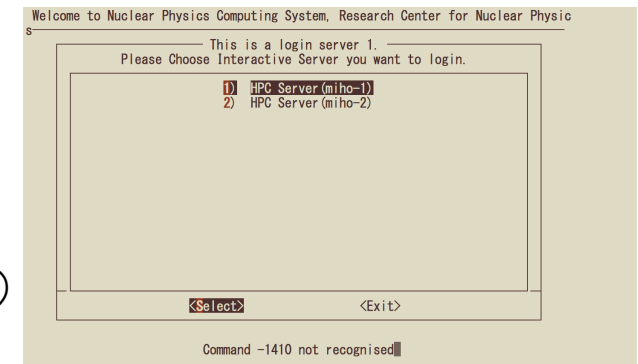 Welcome to Nuclear Physics Computing System, Research Center for Nuclear Physic
s
This is a login server 1.
Please Choose Interactive Server you want to login.
1) HPC Server(miho-1)
2) HPC Server(miho-2)
<Select> <Exit>
Command -1410 not recognised